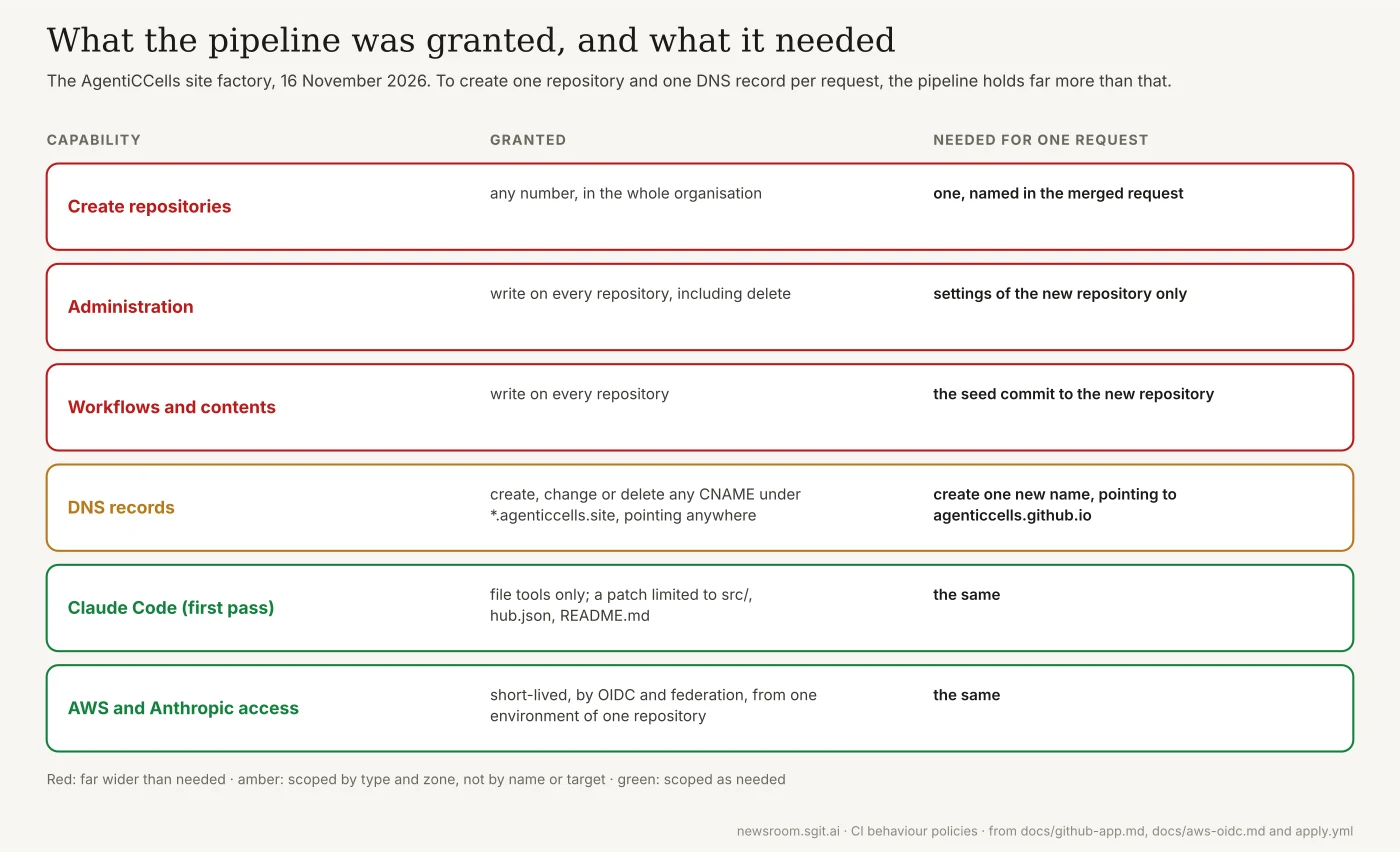 What the pipeline was granted, and what it needed
The AgentiCCells site factory, 16 November 2026. To create one repository and one DNS record per request, the pipeline holds far more than that.
CAPABILITY
GRANTED
NEEDED FOR ONE REQUEST
Create repositories
any number, in the whole organisation
one, named in the merged request
Administration
write on every repository, including delete
settings of the new repository only
Workflows and contents
write on every repository
the seed commit to the new repository
DNS records
create, change or delete any CNAME under
*.agenticcells.site, pointing anywhere
create one new name, pointing to
agenticcells.github.io
Claude Code (first pass)
file tools only; a patch limited to src/,
hub.json, README.md
the same
AWS and Anthropic access
short-lived, by OIDC and federation, from one
environment of one repository
the same
Red: far wider than needed · amber: scoped by type and zone, not by name or target · green: scoped as needed
newsroom.sgit.ai · CI behaviour policies · from docs/github-app.md, docs/aws-oidc.md and apply.yml